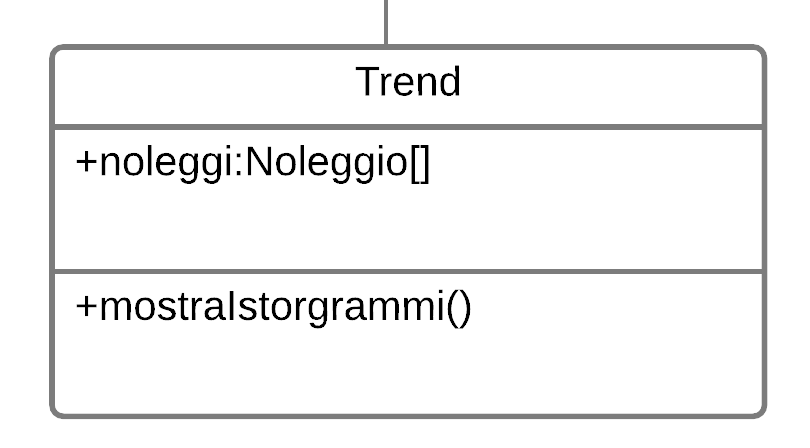 Trend
+noleggi:Noleggio[]
+mostraIstorgrammi()